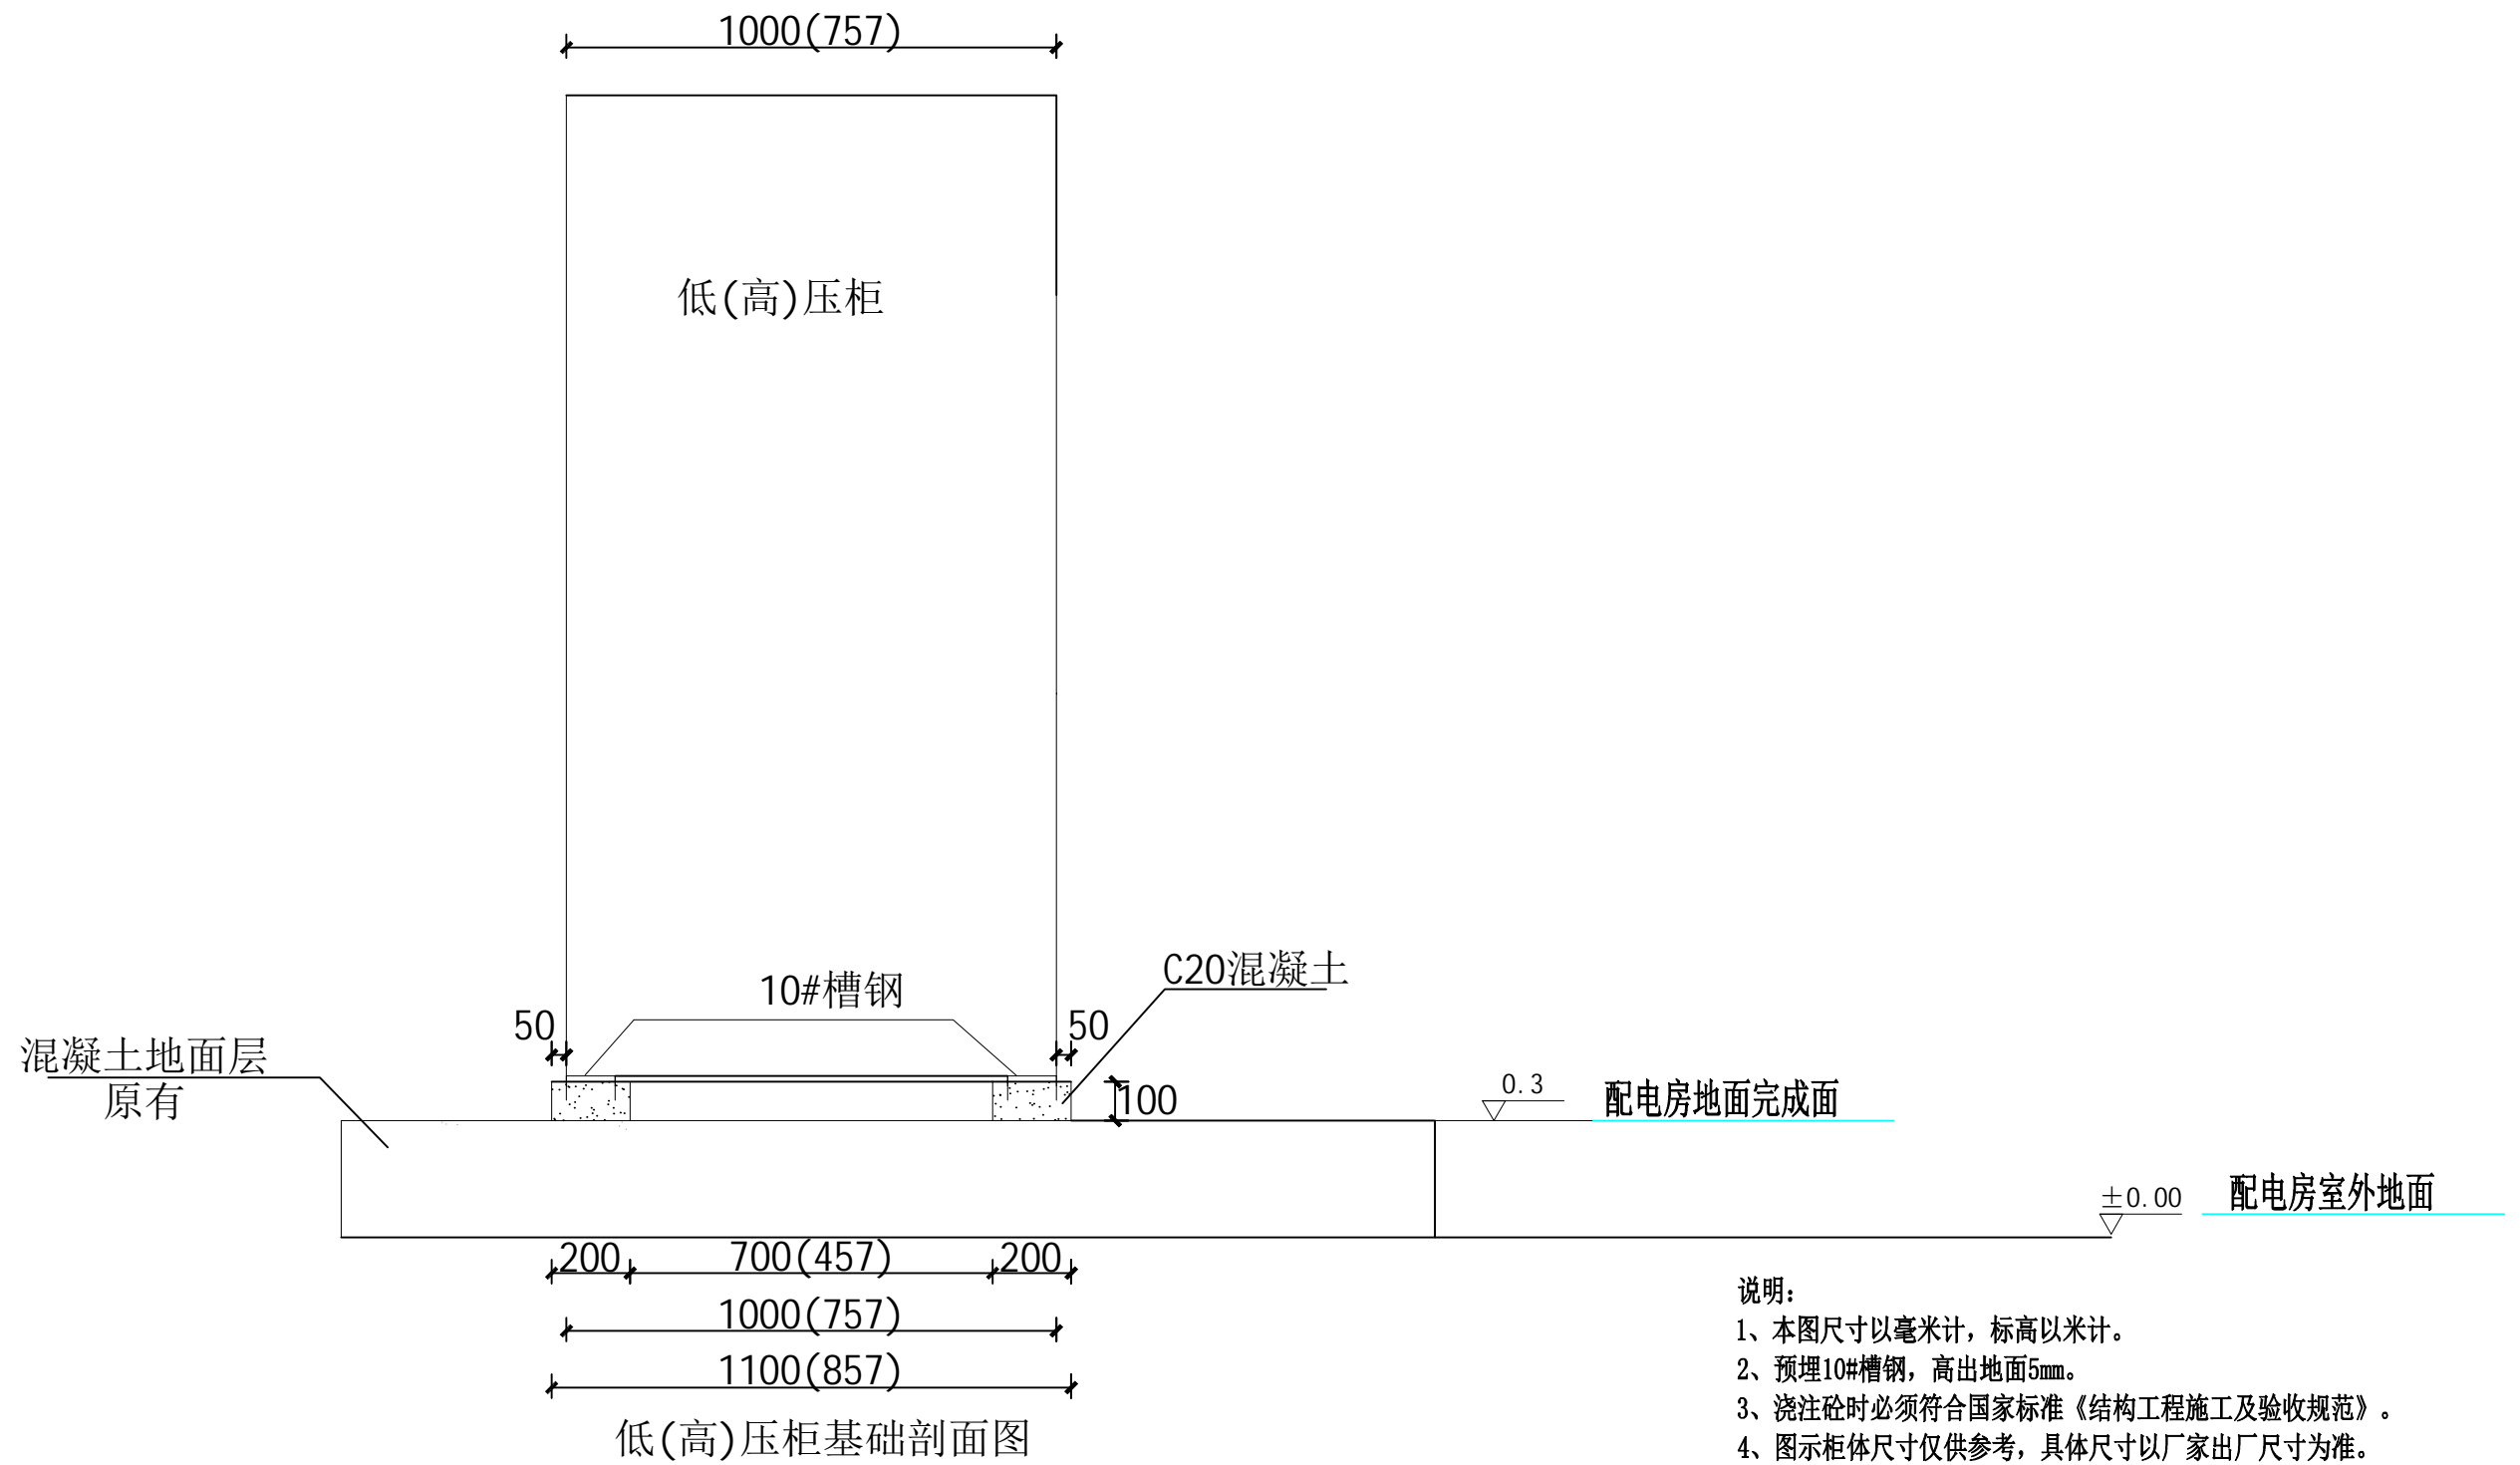 1000(757)
低(高)压柜
C20混凝土
10#槽钢
50
50
混凝土地面层
原有
100
0.3
配电房地面完成面
±0.00
配电房室外地面
200
700(457)
200
1000(757)
1100(857)
低(高)压柜基础剖面图
说明：
1、本图尺寸以毫米计，标高以米计。
2、预埋10#槽钢，高出地面5mm。
3、浇注砼时必须符合国家标准《结构工程施工及验收规范》。
4、图示柜体尺寸仅供参考，具体尺寸以厂家出厂尺寸为准。